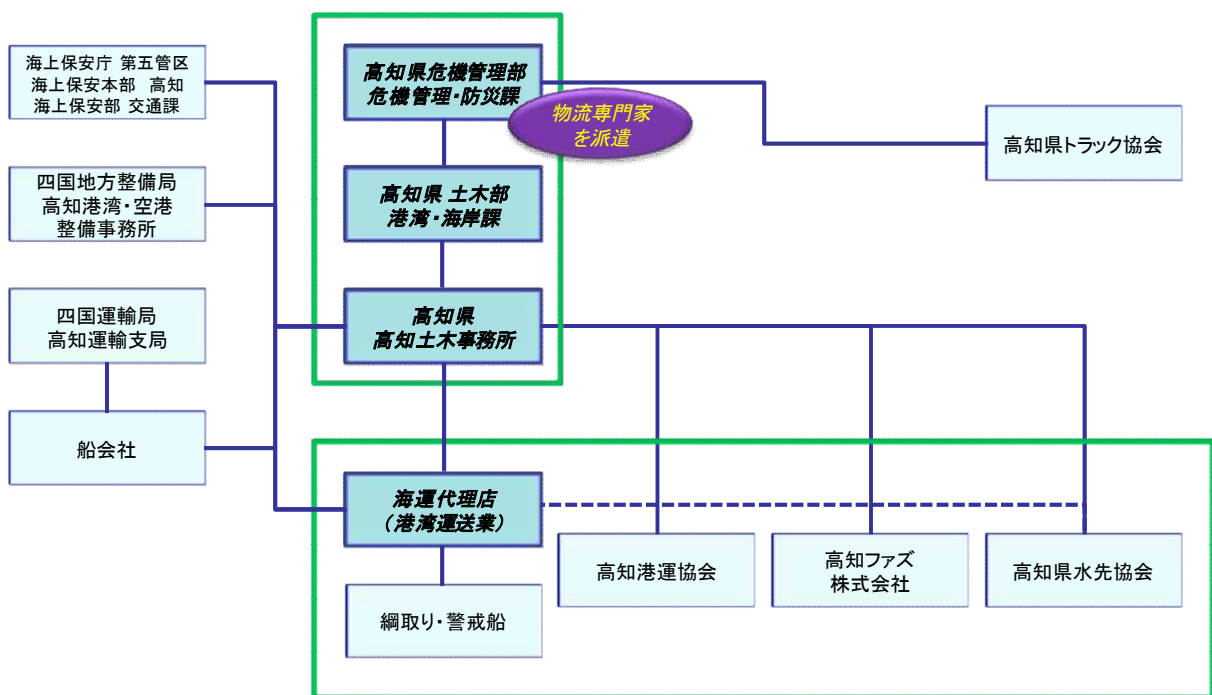 海上保安庁 第五管区
海上保安本部 高知
海上保安部 交通課
四国地方整備局
高知港湾・空港
整備事務所
四国運輸局
高知運輸支局
船会社
高知県危機管理部
危機管理・防災課
物流専門家
を派遣
高知県トラック協会
高知県 土木部
港湾・海岸課
高知県
高知土木事務所
海運代理店
（港湾運送業）
綱取り・警戒船
高知港運協会
高知ファズ
株式会社
高知県水先協会